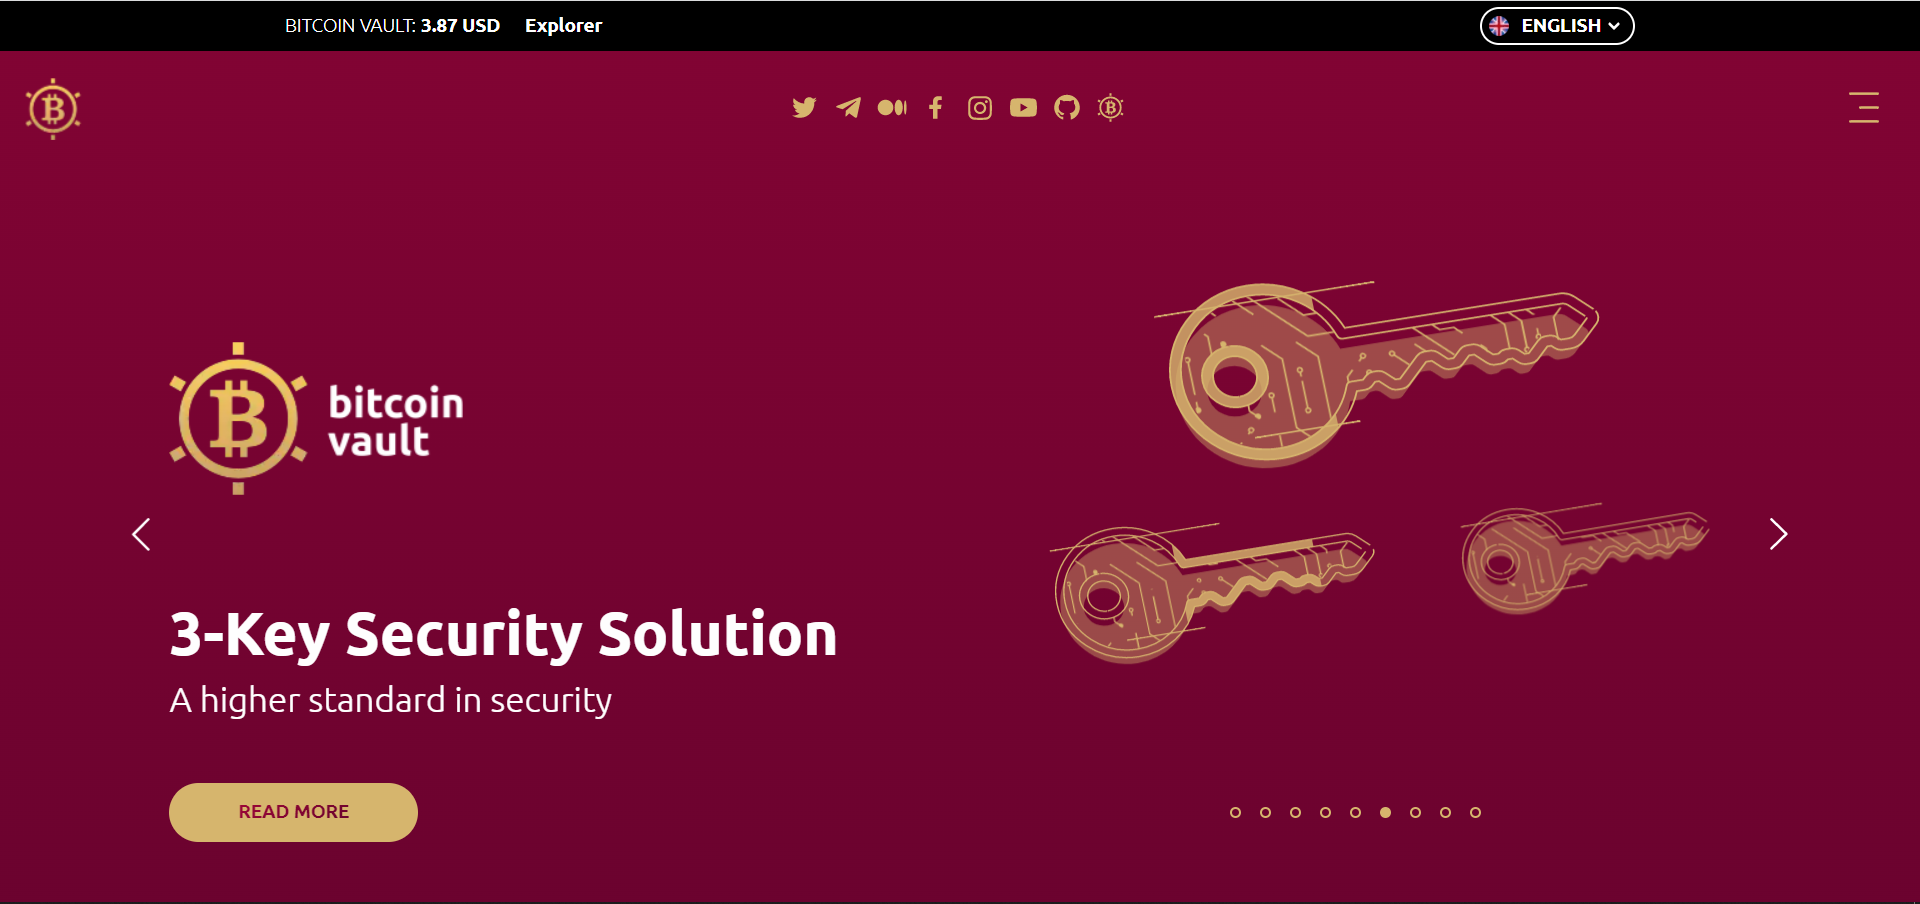 BITCOIN VAULT: 3.87 USD Explorer ENGLISH
bitcoin
vault
3-Key Security Solution
A higher standard in security
READ MORE